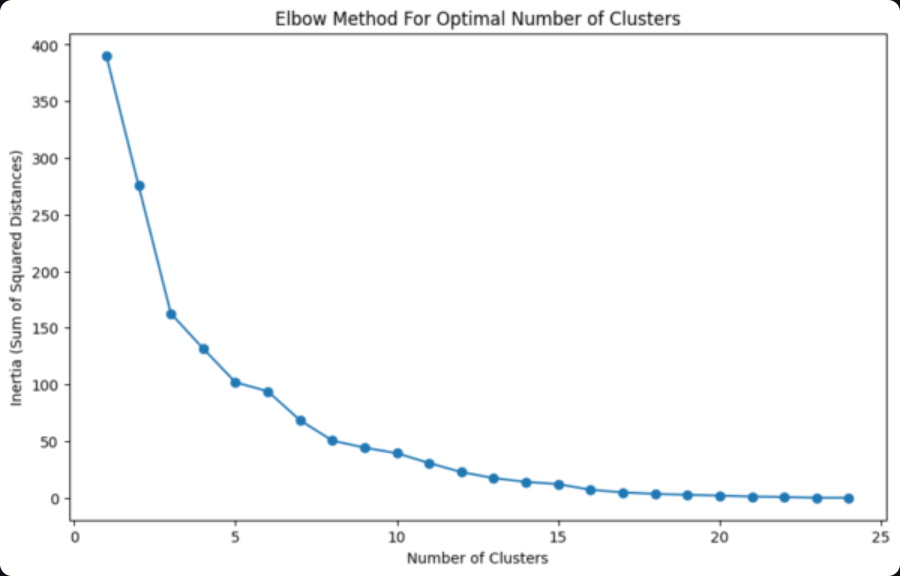 Elbow Method For Optimal Number of Clusters
400
350
300
250
200
150
100
50
0
Inertia (Sum of Squared Distances)
0 5 10 15 20 25
Number of Clusters